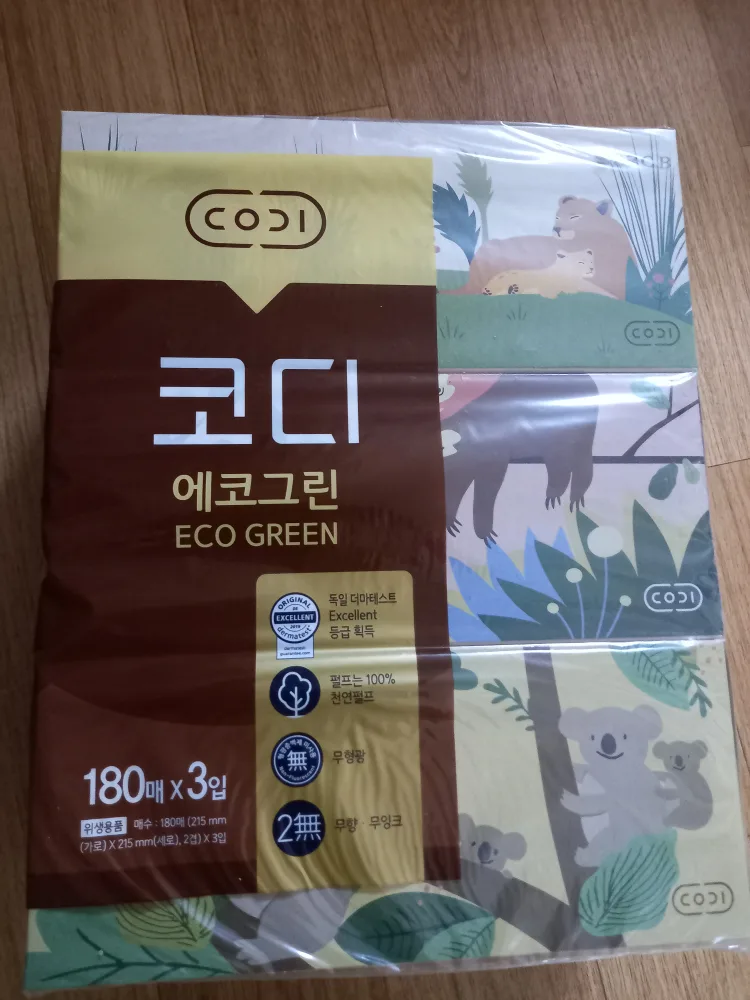 CODI
코디
에코그린
ECO GREEN
ORIGINAL
EXCELLENT
dermatest
독일 더마테스트
Excellent
등급 획득
펄프는 100%
천연펄프
無
무형광
2無
무향·무잉크
180매 X 3입
위생용품 매수 : 180매 (215 mm
(가로) X 215 mm(세로), 2겹) X 3입
CODI
CODI
CODI